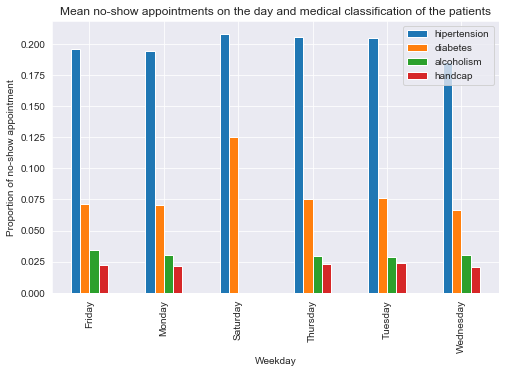 Mean no-show appointments on the day and medical classification of the patients
hipertension
diabetes
alcoholism
handcap
Proportion of no-show appointment
0.200
0.175
0.150
0.125
0.100
0.075
0.050
0.025
0.000
Friday
Monday
Saturday
Thursday
Tuesday
Wednesday
Weekday